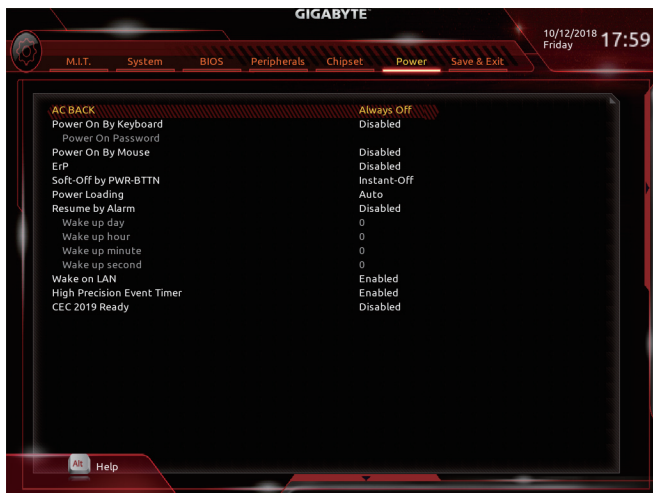 GIGABYTE™
10/12/2018 Friday 17:59
M.I.T. System BIOS Peripherals Chipset Power Save & Exit
AC BACK Always Off
Power On By Keyboard Disabled
Power On Password
Power On By Mouse Disabled
ErP Disabled
Soft-Off by PWR-BTTN Instant-Off
Power Loading Auto
Resume by Alarm Disabled
Wake up day 0
Wake up hour 0
Wake up minute 0
Wake up second 0
Wake on LAN Enabled
High Precision Event Timer Enabled
CEC 2019 Ready Disabled
Alt Help